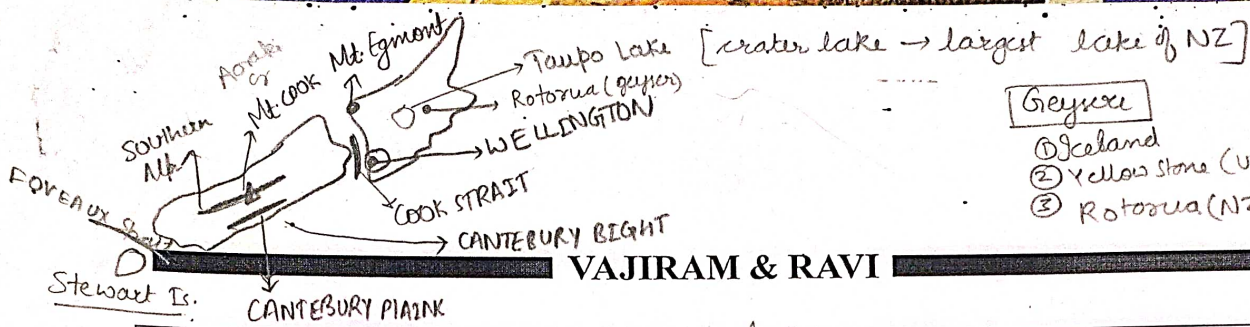 Taupo Lake [crater lake → largest lake of NZ]
Rotorua (geyser)
WELLINGTON
COOK STRAIT
CANTEBURY BIGHT
Mt. Egmont
Aoraki
or
Mt. COOK
Southern
Alp
FOVEAUX Strait
Stewart Is.
CANTEBURY PLAINK
Geysere
① Iceland
② Yellow Stone (U
③ Rotorua (NZ
VAJIRAM & RAVI